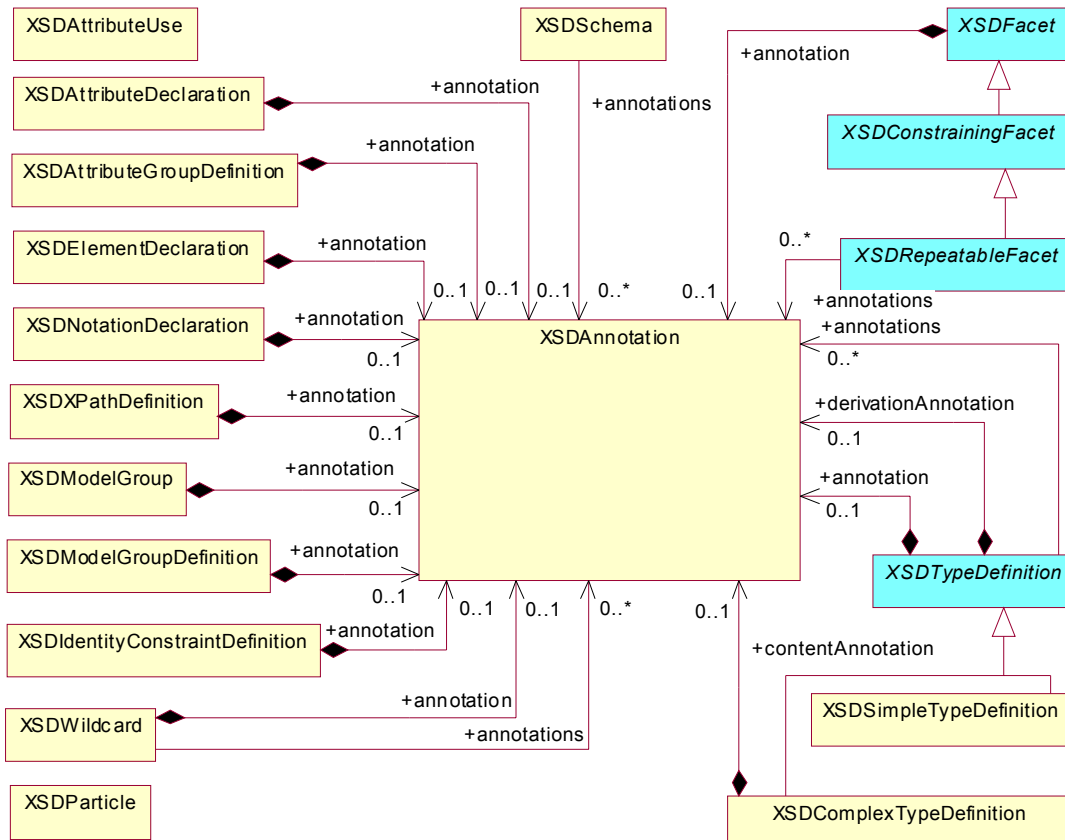 XSDAttributeUse
XSDSchema
XSDFacet
+annotation
XSDAttributeDeclaration
+annotation
+annotations
XSDConstrainingFacet
XSDAttributeGroupDefinition
+annotation
XSDElementDeclaration
+annotation
0..*
XSDRepeatableFacet
0..1
0..1
0..1
0..*
0..1
+annotations
XSDNotationDeclaration
+annotation
0..1
XSDAnnotation
+annotations
0..*
XSDXPathDefinition
+annotation
0..1
+derivationAnnotation
0..1
XSDModelGroup
+annotation
0..1
+annotation
0..1
XSDModelGroupDefinition
+annotation
0..1
XSDTypeDefinition
0..1
0..1
0..*
0..1
XSDIdentityConstraintDefinition
+annotation
+contentAnnotation
XSDWildcard
+annotation
+annotations
XSDSimpleTypeDefinition
XSDParticle
XSDComplexTypeDefinition